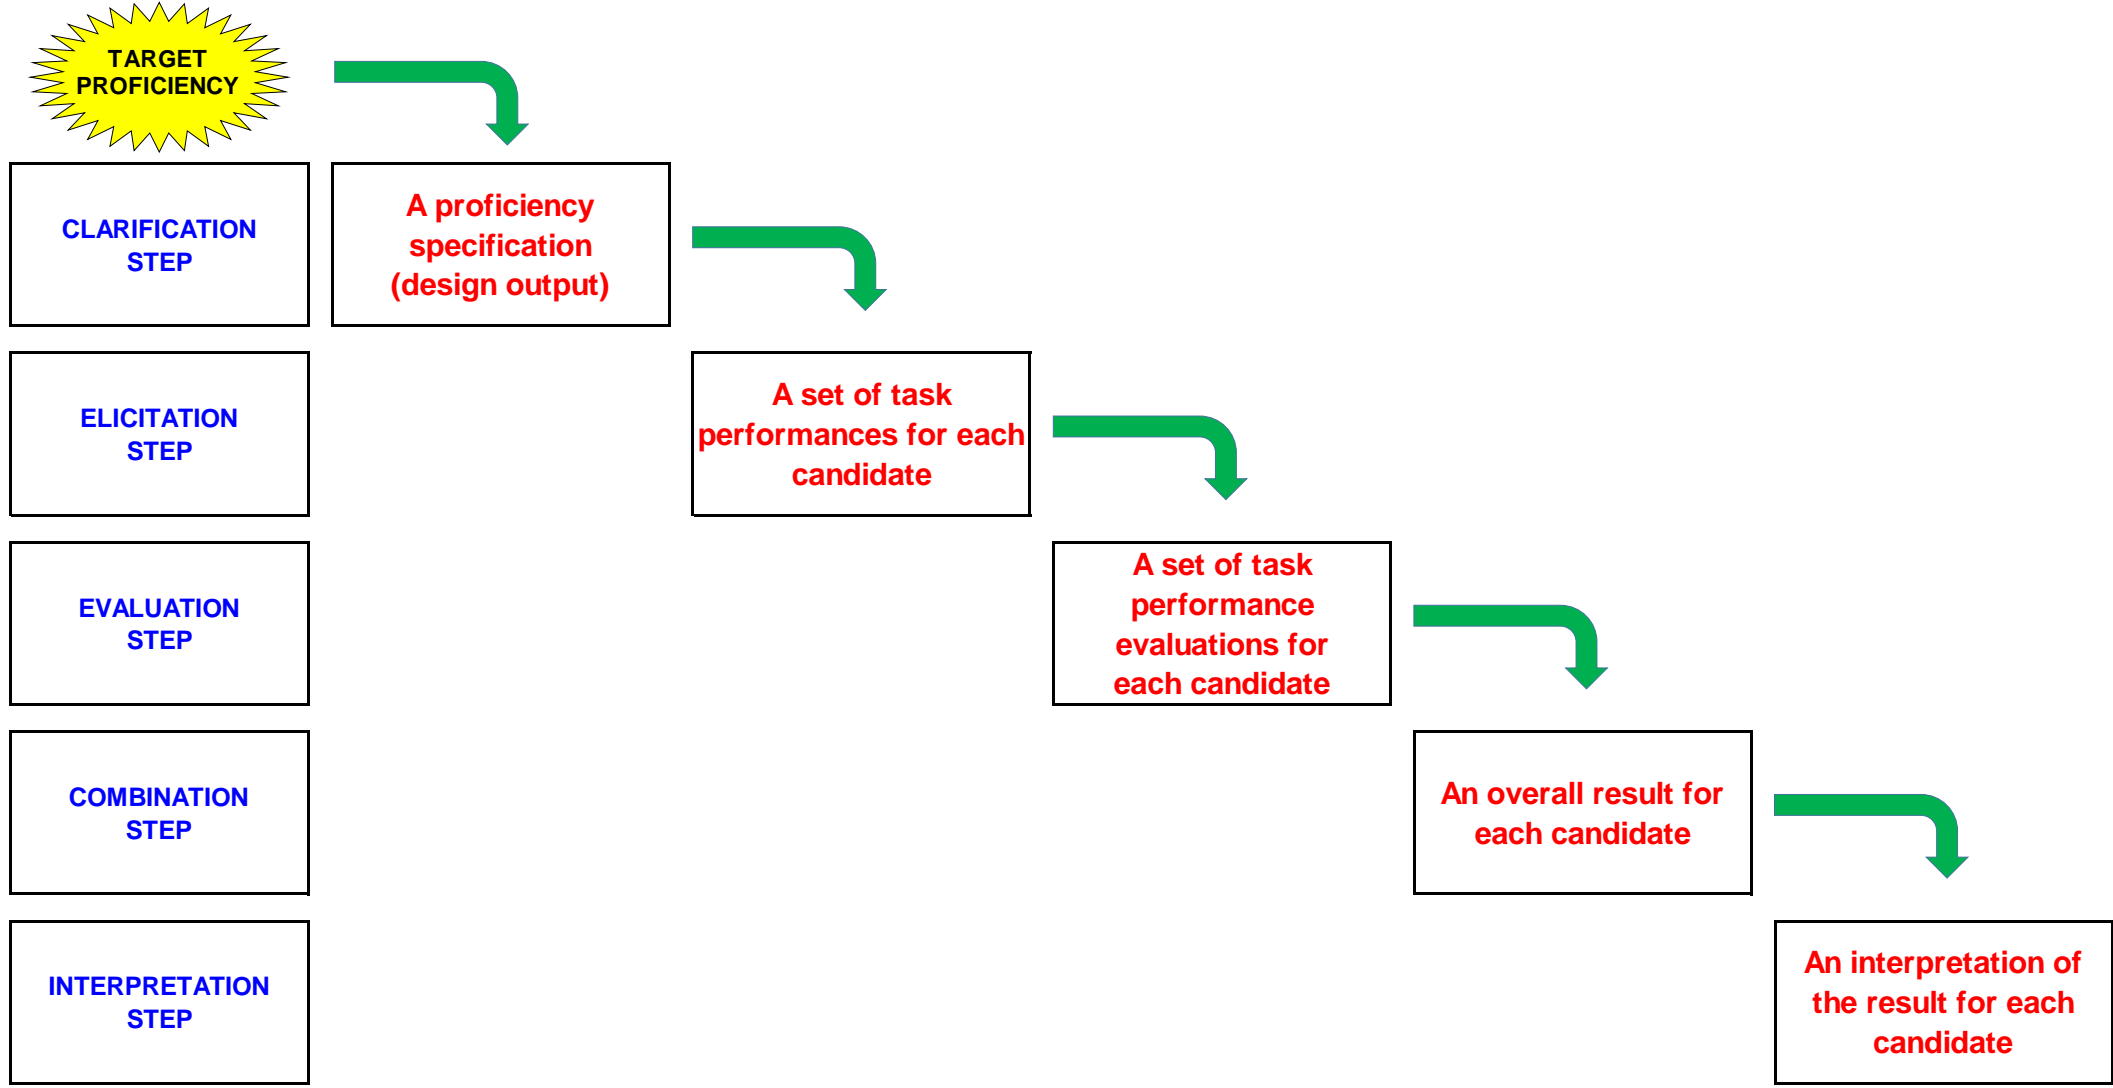 TARGET
PROFICIENCY
CLARIFICATION
STEP
A proficiency
specification
(design output)
ELICITATION
STEP
A set of task
performances for each
candidate
EVALUATION
STEP
A set of task
performance
evaluations for
each candidate
COMBINATION
STEP
An overall result for
each candidate
INTERPRETATION
STEP
An interpretation of
the result for each
candidate